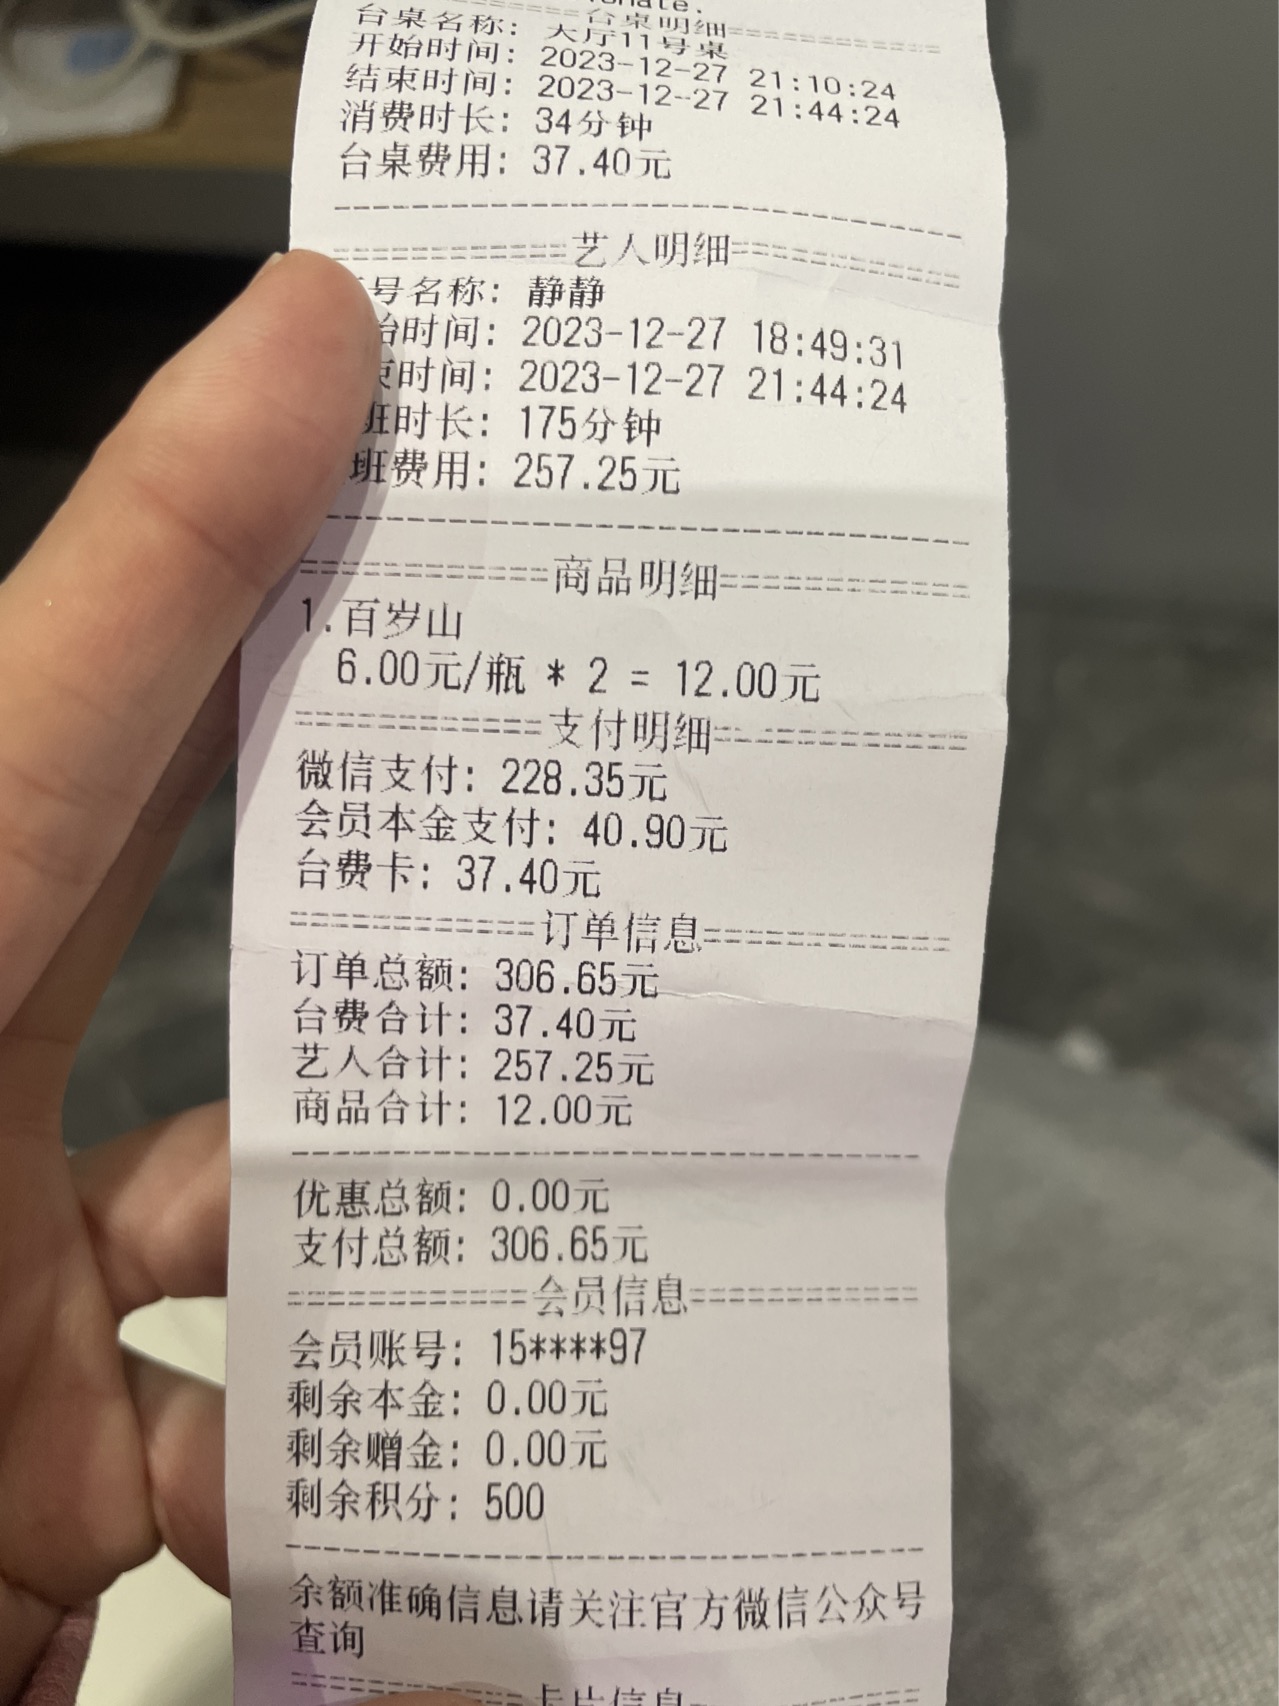 ============台桌明细============
台桌名称: 大厅11号桌
开始时间: 2023-12-27 21:10:24
结束时间: 2023-12-27 21:44:24
消费时长: 34分钟
台桌费用: 37.40元
--------------------------------
============艺人明细============
号名称: 静静
始时间: 2023-12-27 18:49:31
束时间: 2023-12-27 21:44:24
班时长: 175分钟
班费用: 257.25元
--------------------------------
============商品明细============
1.百岁山
6.00元/瓶 * 2 = 12.00元
============支付明细============
微信支付: 228.35元
会员本金支付: 40.90元
台费卡: 37.40元
============订单信息============
订单总额: 306.65元
台费合计: 37.40元
艺人合计: 257.25元
商品合计: 12.00元
--------------------------------
优惠总额: 0.00元
支付总额: 306.65元
============会员信息============
会员账号: 15****97
剩余本金: 0.00元
剩余赠金: 0.00元
剩余积分: 500
--------------------------------
余额准确信息请关注官方微信公众号
查询
============卡片信息============